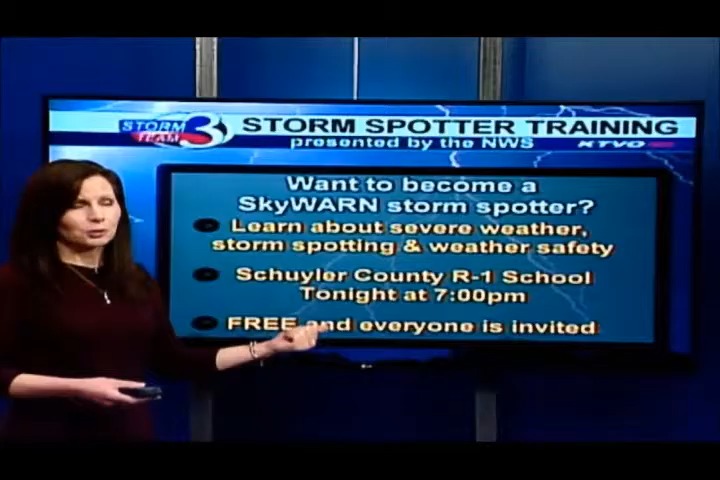 STORM TEAM 3
STORM SPOTTER TRAINING
presented by the NWS
KTVO
Want to become a
SkyWARN storm spotter?
Learn about severe weather,
storm spotting & weather safety
Schuyler County R-1 School
Tonight at 7:00pm
FREE and everyone is invited